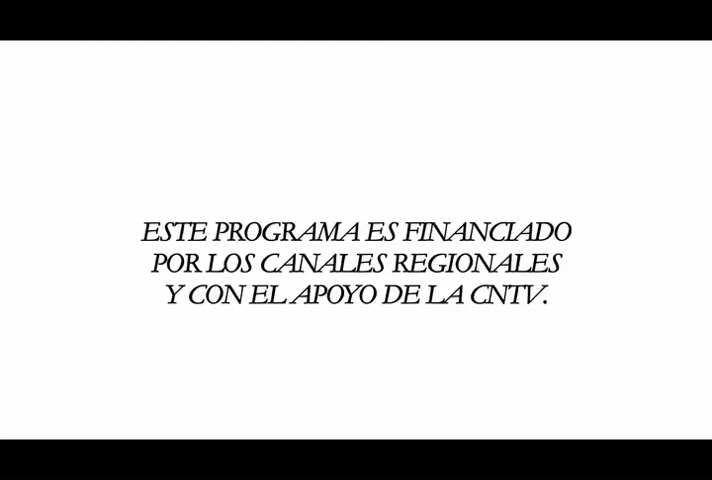 ESTE PROGRAMA ES FINANCIADO
POR LOS CANALES REGIONALES
Y CON EL APOYO DE LA CNTV.